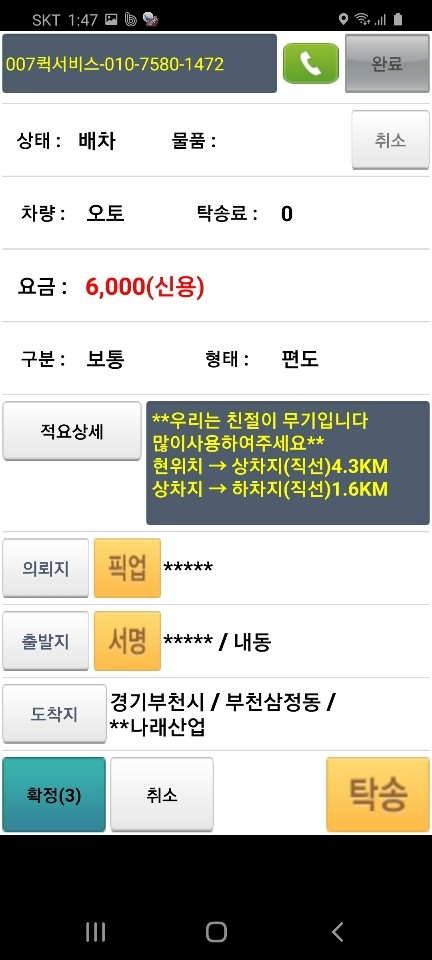 SKT 1:47
007퀵서비스-010-7580-1472
완료
상태 : 배차 물품 :
취소
차량 : 오토 탁송료 : 0
요금 : 6,000(신용)
구분 : 보통 형태 : 편도
적요상세
**우리는 친절이 무기입니다
많이사용하여주세요**
현위치 → 상차지(직선)4.3KM
상차지 → 하차지(직선)1.6KM
의뢰지 픽업 *****
출발지 서명 ***** / 내동
도착지 경기부천시 / 부천삼정동 /
**나래산업
확정(3) 취소 탁송